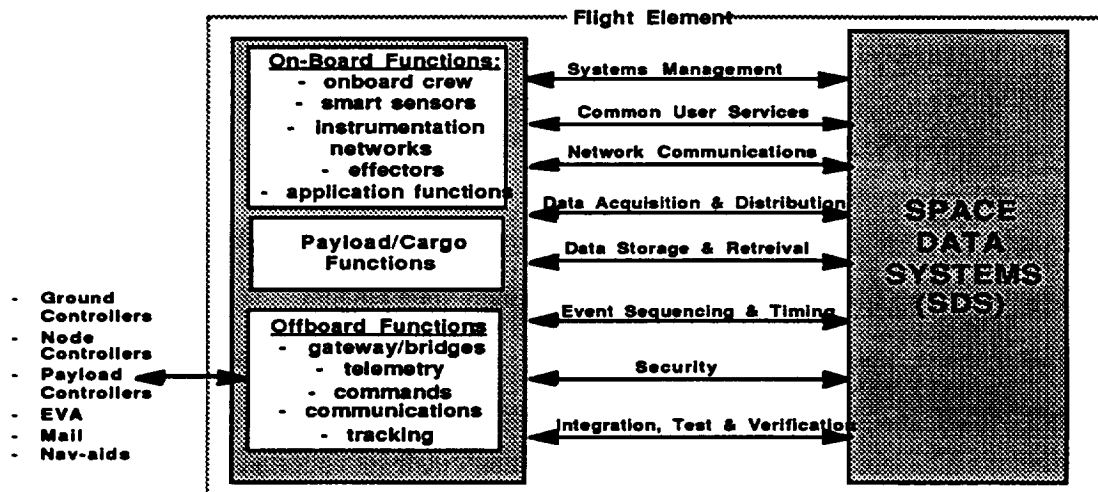 Flight Element
On-Board Functions:
- onboard crew
- smart sensors
- instrumentation
networks
- effectors
- application functions
Payload/Cargo
Functions
Offboard Functions
- gateway/bridges
- telemetry
- commands
- communications
- tracking
- Ground
Controllers
- Node
Controllers
- Payload
Controllers
- EVA
- Mail
- Nav-aids
Systems Management
Common User Services
Network Communications
Data Acquisition & Distribution
Data Storage & Retreival
Event Sequencing & Timing
Security
Integration, Test & Verification
SPACE
DATA
SYSTEMS
(SDS)